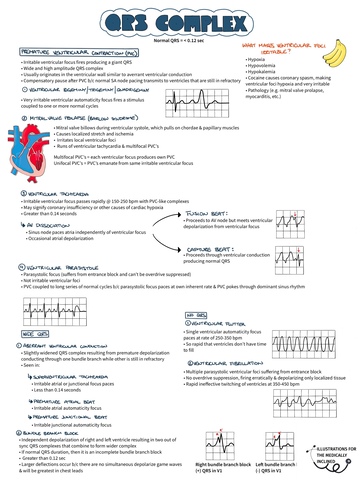 QRS COMPLEX
Normal QRS = < 0.12 sec
PREMATURE VENTRICULAR CONTRACTION (PVC)
• Irritable ventricular focus fires producing a giant QRS
• Wide and high amplitude QRS complex
• Usually originates in the ventricular wall similar to aberrant ventricular contraction
• Compensatory pause after PVC b/c normal SA node pacing transmits to ventricles that are still in refractory
WHAT MAKES VENTRICULAR FOCI IRRITABLE?
• Hypoxia
• Hypovolemia
• Hypokalemia
• Cocaine causes coronary spasm, making ventricular foci hypoxia and very irritable
• Pathology (e.g. mitral valve prolapse, myocarditis, etc.)
① VENTRICULAR BIGEMINY/TRIGEMINY/QUADRIGEMINY
• Very irritable ventricular automaticity focus fires a stimulus coupled to one or more normal cycles
② MITRAL VALVE PROLAPSE (BARLOW SYNDROME)
• Mitral valve billows during ventricular systole, which pulls on chordae & papillary muscles
• Causes localized stretch & ischemia
• Irritates local ventricular foci
• Runs of ventricular tachycardia & multifocal PVC's
Multifocal PVC's = each ventricular focus produces own PVC
Unifocal PVC's = PVC's emanate from same irritable ventricular focus
③ VENTRICULAR TACHYCARDIA
• Irritable ventricular focus paces rapidly @ 150-250 bpm with PVC-like complexes
• May signify coronary insufficiency or other causes of cardiac hypoxia
• Greater than 0.14 seconds
↳ AV DISSOCIATION
• Sinus node paces atria independently of ventricular focus
• Occasional atrial depolarization
FUSION BEAT:
• Proceeds to AV node but meets ventricular depolarization from ventricular focus
CAPTURE BEAT:
• Proceeds through ventricular conduction producing normal QRS
④ VENTRICULAR PARASYSTOLE
• Parasystolic focus (suffers from entrance block and can't be overdrive suppressed)
• Not irritable ventricular foci
• PVC coupled to long series of normal cycles b/c parasystolic focus paces at own inherent rate & PVC pokes through dominant sinus rhythm
WIDE QRS
① ABERRANT VENTRICULAR CONDUCTION
• Slightly widened QRS complex resulting from premature depolarization conducting through one bundle branch while other is still in refractory
• Seen in:
↳ SUPRAVENTRICULAR TACHYCARDIA
• Irritable atrial or junctional focus paces
• Less than 0.14 seconds
↳ PREMATURE ATRIAL BEAT
• Irritable atrial automaticity focus
↳ PREMATURE JUNCTIONAL BEAT
• Irritable junctional automaticity focus
② BUNDLE BRANCH BLOCK
• Independent depolarization of right and left ventricle resulting in two out of sync QRS complexes that combine to form wider complex
• If normal QRS duration, then it is an incomplete bundle branch block
• Greater than 0.12 sec
• Larger deflections occur b/c there are no simultaneous depolarize game waves & will be greatest in chest leads
NO QRS
① VENTRICULAR FLUTTER
• Single ventricular automaticity focus paces at rate of 250-350 bpm
• So rapid that ventricles don't have time to fill
② VENTRICULAR FIBRILLATION
• Multiple parasystolic ventricular foci suffering from entrance block
• No overdrive suppression, firing erratically & depolarizing only localized tissue
• Rapid ineffective twitching of ventricles at 350-450 bpm
Right bundle branch block
(+) QRS in V1
Left bundle branch block
(-) QRS in V1
ILLUSTRATIONS FOR THE MEDICALLY INCLINED